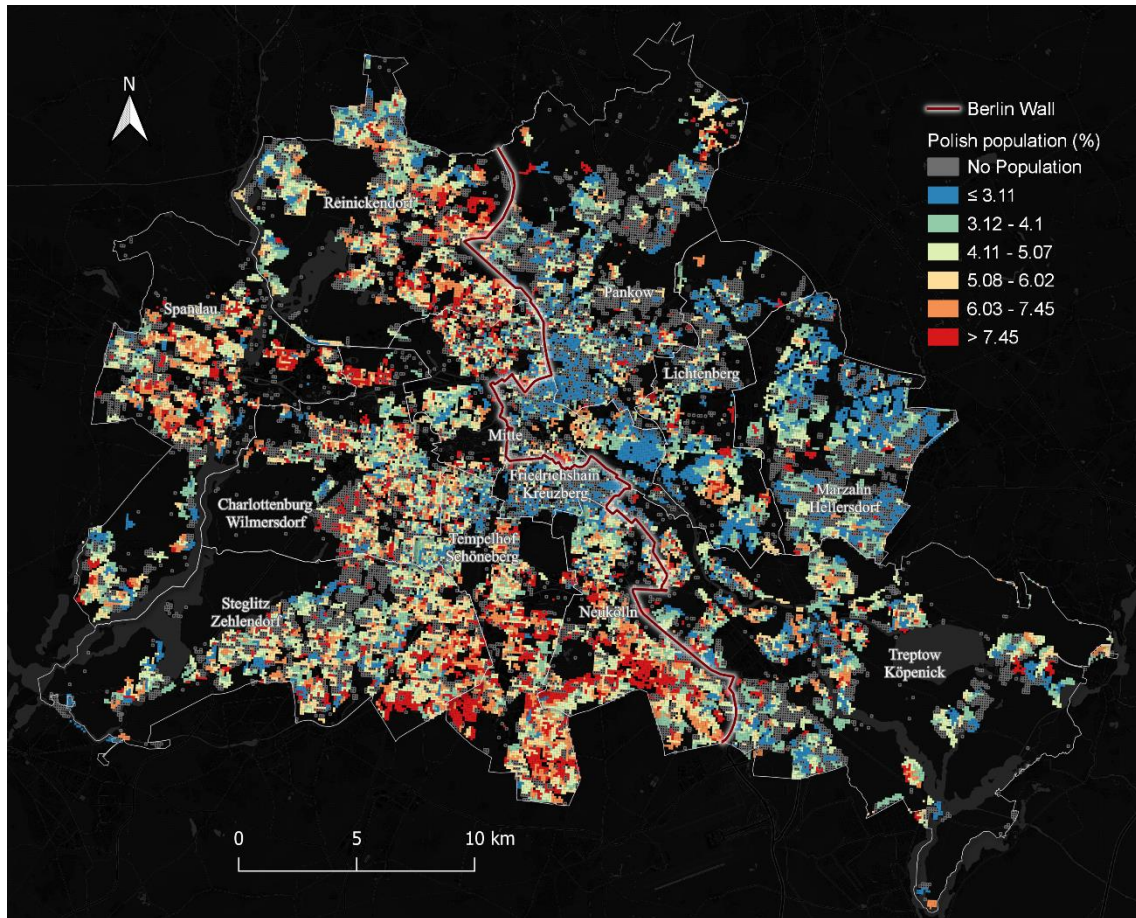 N
Berlin Wall
Polish population (%)
No Population
≤ 3.11
3.12 - 4.1
4.11 - 5.07
5.08 - 6.02
6.03 - 7.45
> 7.45
Reinickendorf
Pankow
Spandau
Lichtenberg
Mitte
Friedrichshain
Kreuzberg
Marzahn
Hellersdorf
Charlottenburg
Wilmersdorf
Tempelhof
Schöneberg
Steglitz
Zehlendorf
Neukölln
Treptow
Köpenick
0 5 10 km